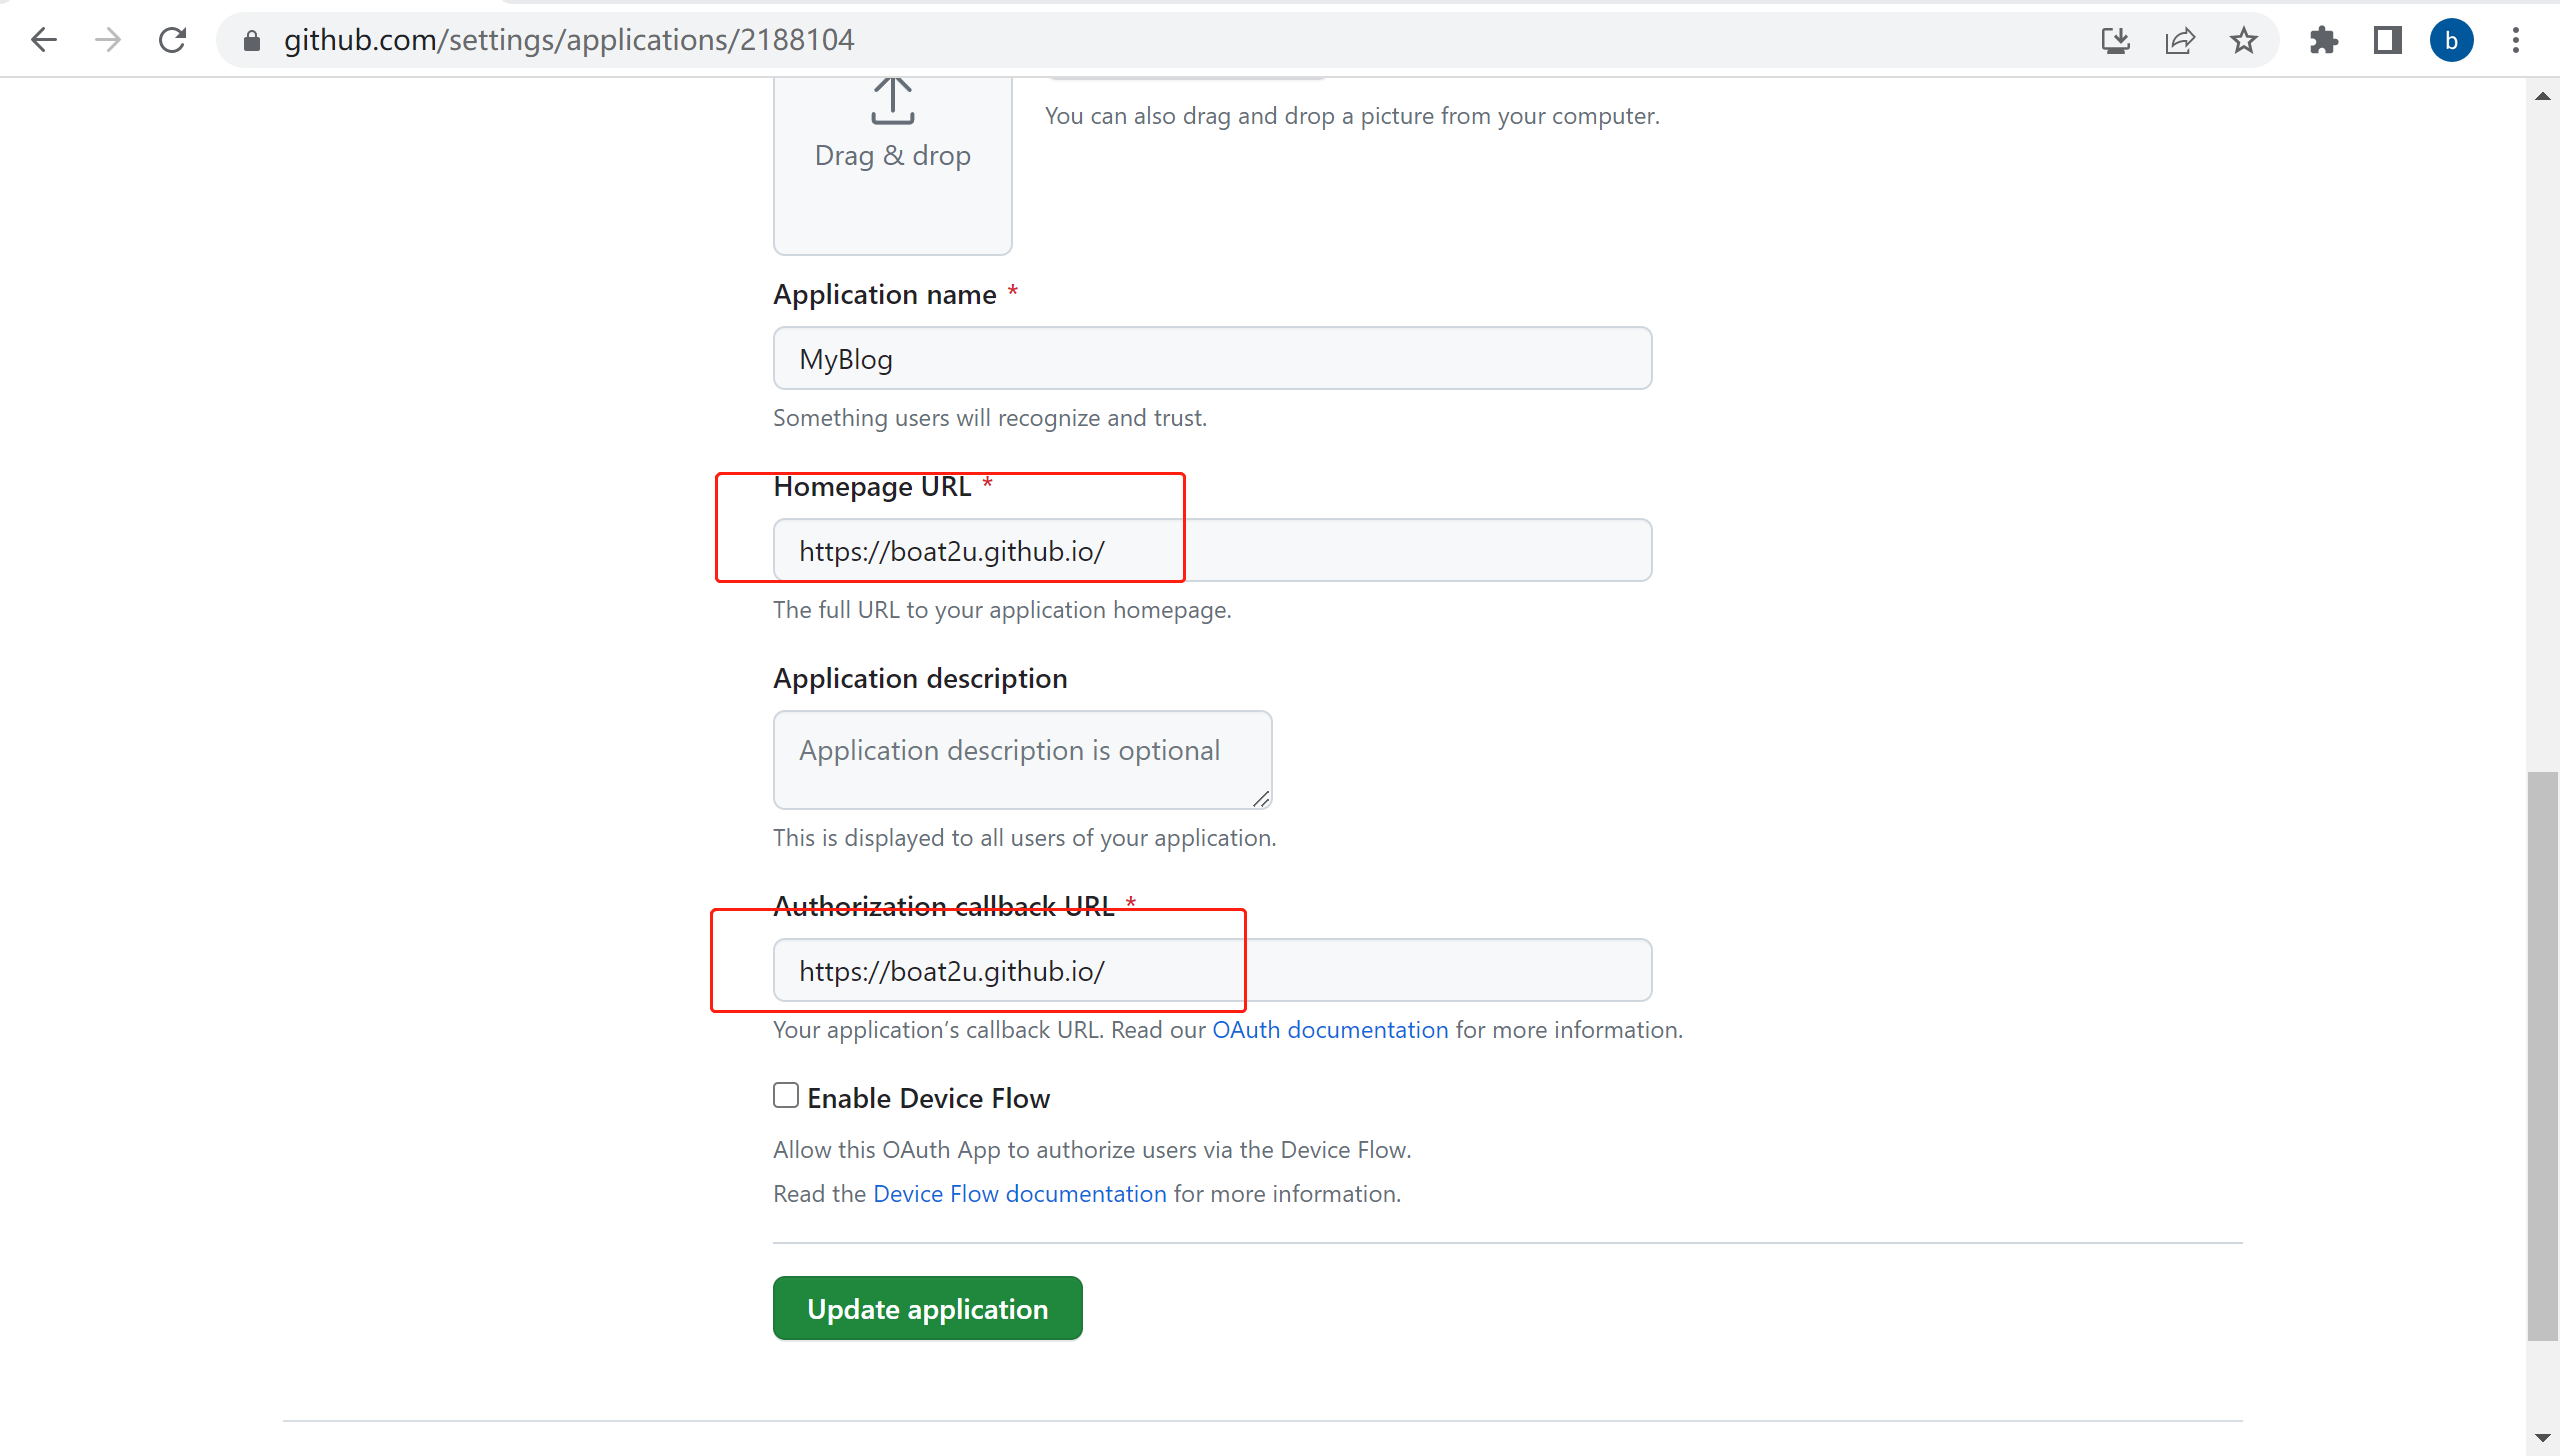 github.com/settings/applications/2188104
b
You can also drag and drop a picture from your computer.
Drag & drop
Application name *
MyBlog
Something users will recognize and trust.
Homepage URL *
https://boat2u.github.io/
The full URL to your application homepage.
Application description
Application description is optional
This is displayed to all users of your application.
Authorization callback URL *
https://boat2u.github.io/
Your application’s callback URL. Read our OAuth documentation for more information.
Enable Device Flow
Allow this OAuth App to authorize users via the Device Flow.
Read the Device Flow documentation for more information.
Update application